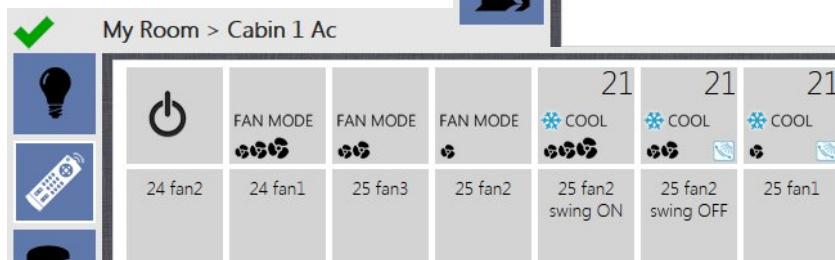 My Room > Cabin 1 Ac
21 21 21
FAN MODE FAN MODE FAN MODE COOL COOL COOL
24 fan2 24 fan1 25 fan3 25 fan2 25 fan2 25 fan2 25 fan1
swing ON swing OFF